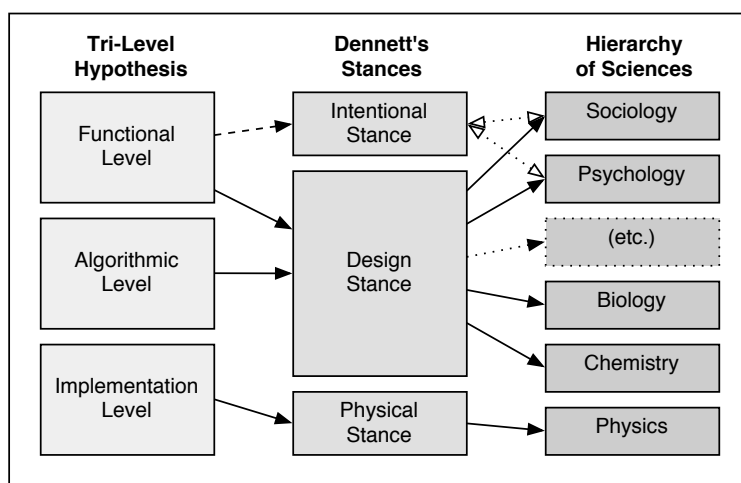 Tri-Level
Hypothesis
Dennett's
Stances
Hierarchy
of Sciences
Functional
Level
Algorithmic
Level
Implementation
Level
Intentional
Stance
Design
Stance
Physical
Stance
Sociology
Psychology
(etc.)
Biology
Chemistry
Physics